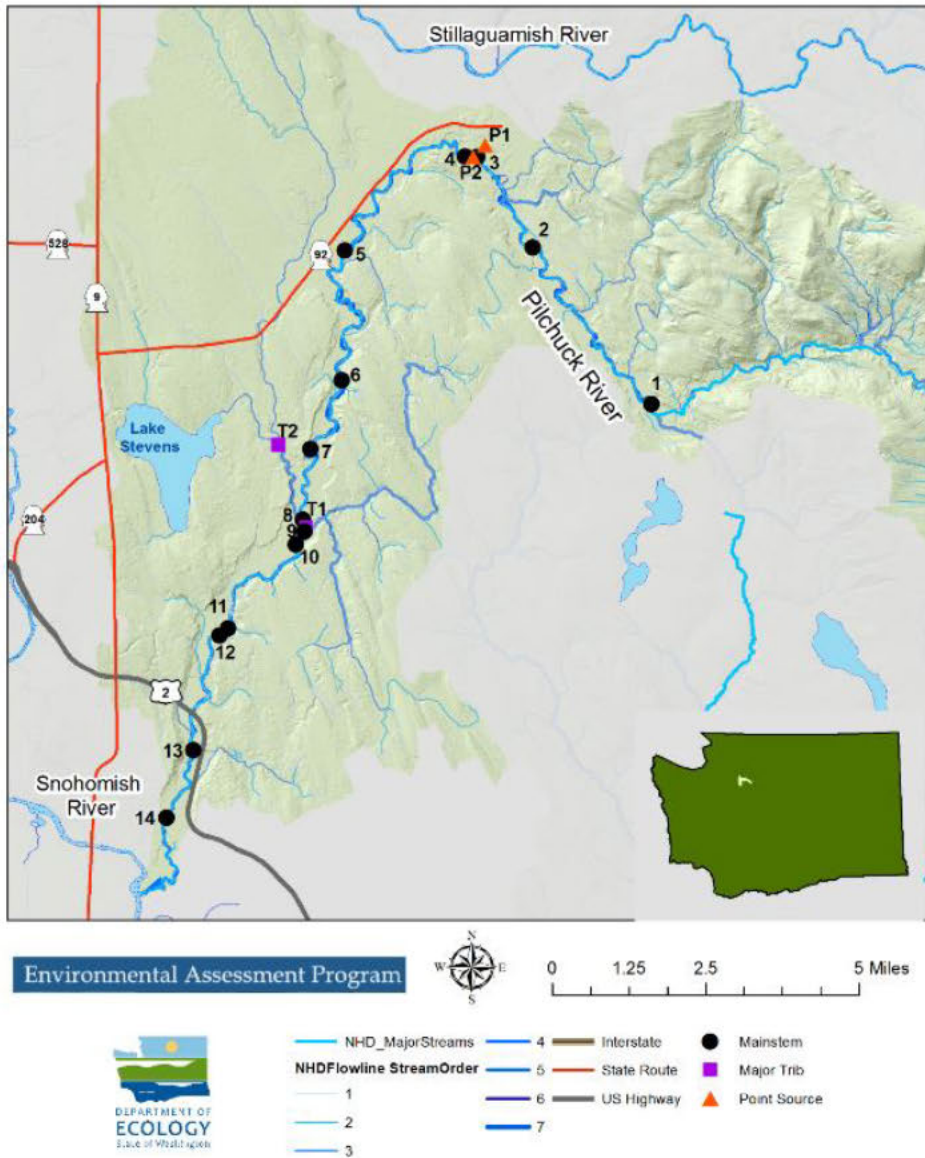 Stillaguamish River
P1
4
P2
3
2
528
92
5
9
Pilchuck River
6
1
Lake
Stevens
T2
7
204
8
T1
9
10
11
12
2
13
Snohomish
River
14
Environmental Assessment Program
N
W
E
S
0
1.25
2.5
5 Miles
DEPARTMENT OF
ECOLOGY
State of Washington
NHD_MajorStreams
NHDFlowline StreamOrder
1
2
3
4
5
6
7
Interstate
State Route
US Highway
Mainstem
Major Trib
Point Source